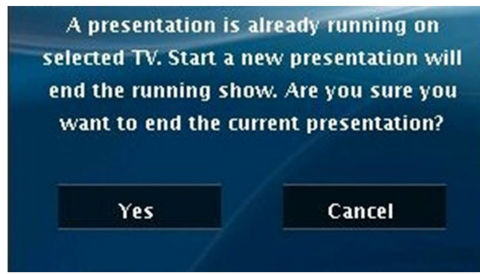 A presentation is already running on
selected TV. Start a new presentation will
end the running show. Are you sure you
want to end the current presentation?
Yes
Cancel